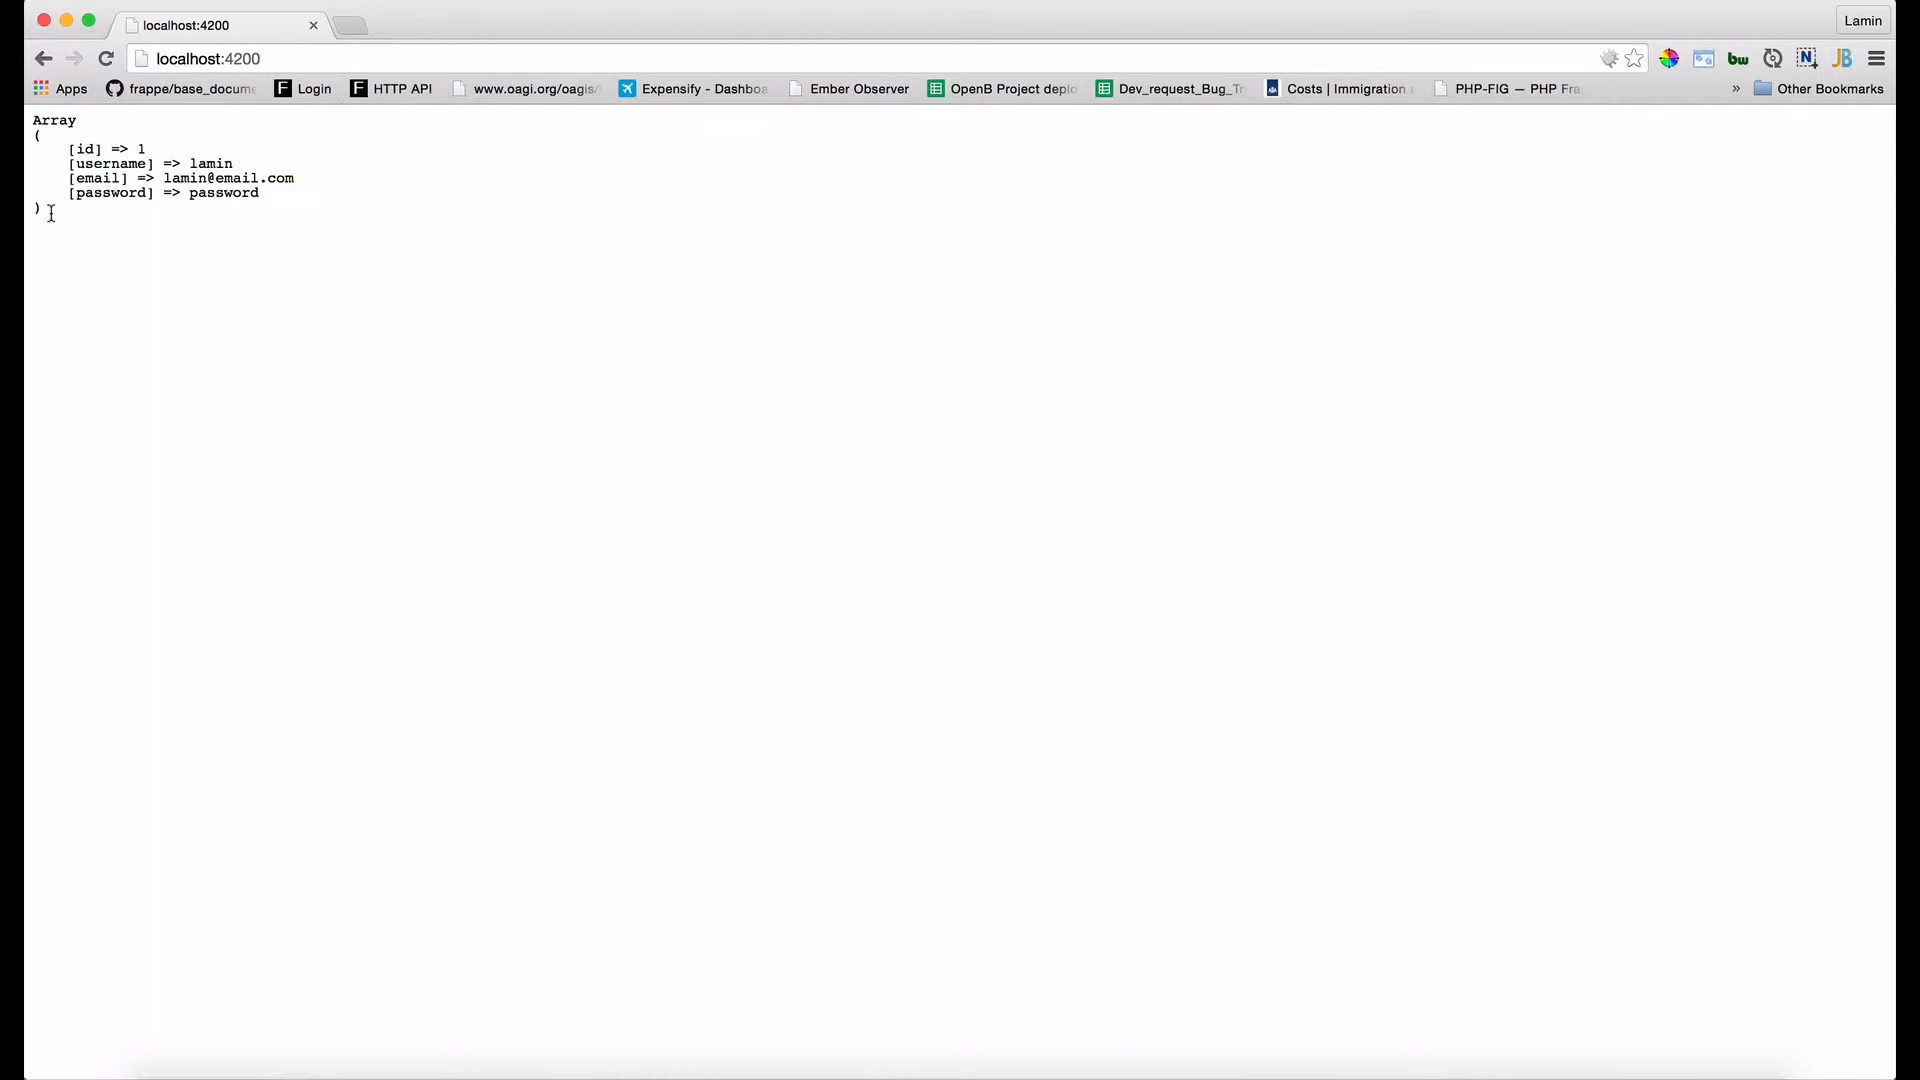 localhost:4200
Lamin
localhost:4200
Apps frappe/base_docume Login HTTP API www.oagi.org/oagis/ Expensify - Dashboa Ember Observer OpenB Project deplo Dev_request_Bug_Tr Costs | Immigration PHP-FIG — PHP Fra » Other Bookmarks
Array
(
[id] => 1
[username] => lamin
[email] => lamin@email.com
[password] => password
)